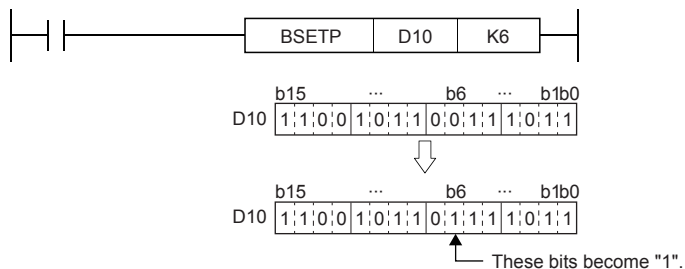 BSETP D10 K6
b15 ... b6 ... b1b0
D10 1 1 0 0 1 0 1 1 0 0 1 1 1 0 1 1
b15 ... b6 ... b1b0
D10 1 1 0 0 1 0 1 1 0 1 1 1 1 0 1 1
These bits become "1".